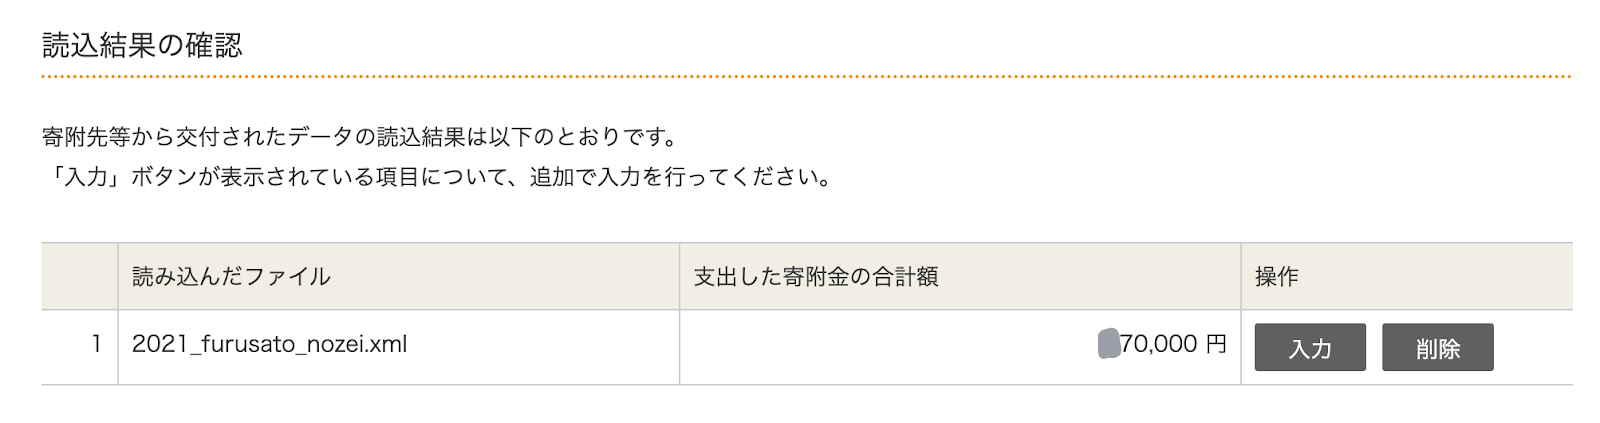 読込結果の確認
寄附先等から交付されたデータの読込結果は以下のとおりです。
「入力」ボタンが表示されている項目について、追加で入力を行ってください。
読み込んだファイル 支出した寄附金の合計額 操作
1 2021_furusato_nozei.xml 70,000 円 入力 削除